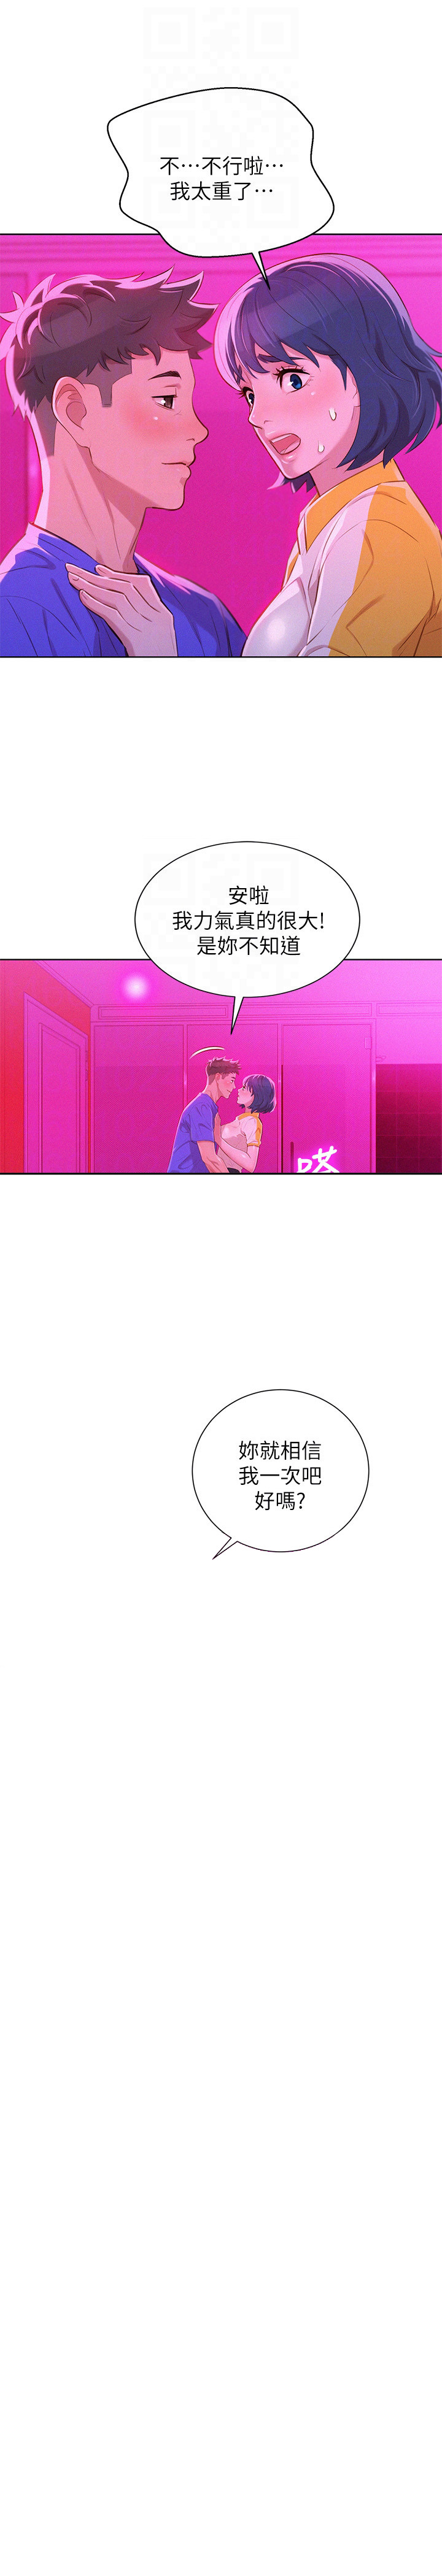 不…不行啦…
我太重了…
安啦
我力氣真的很大!
是妳不知道
嗒
妳就相信
我一次吧
好嗎?